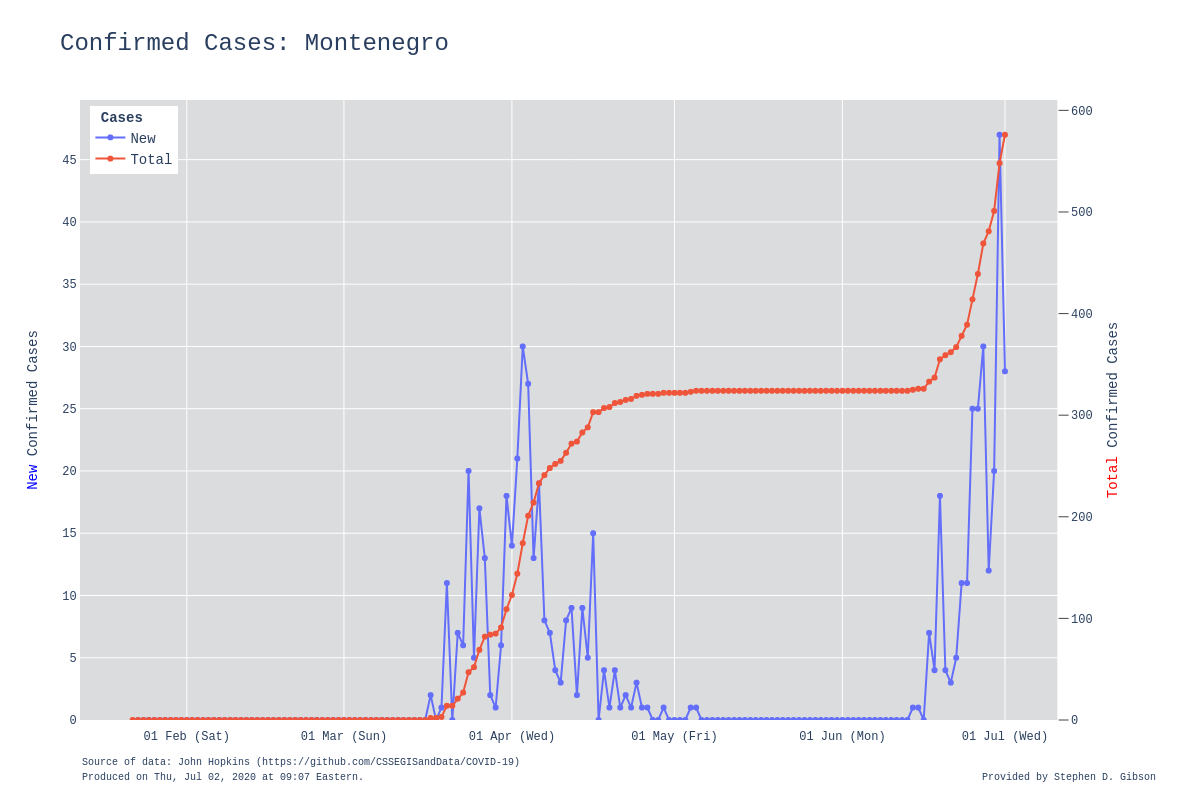 Confirmed Cases: Montenegro
Cases
New
Total
45
40
35
30
25
20
15
10
5
0
600
500
400
300
200
100
0
New Confirmed Cases
Total Confirmed Cases
01 Feb (Sat) 01 Mar (Sun) 01 Apr (Wed) 01 May (Fri) 01 Jun (Mon) 01 Jul (Wed)
Source of data: John Hopkins (https://github.com/CSSEGISandData/COVID-19)
Produced on Thu, Jul 02, 2020 at 09:07 Eastern.
Provided by Stephen D. Gibson